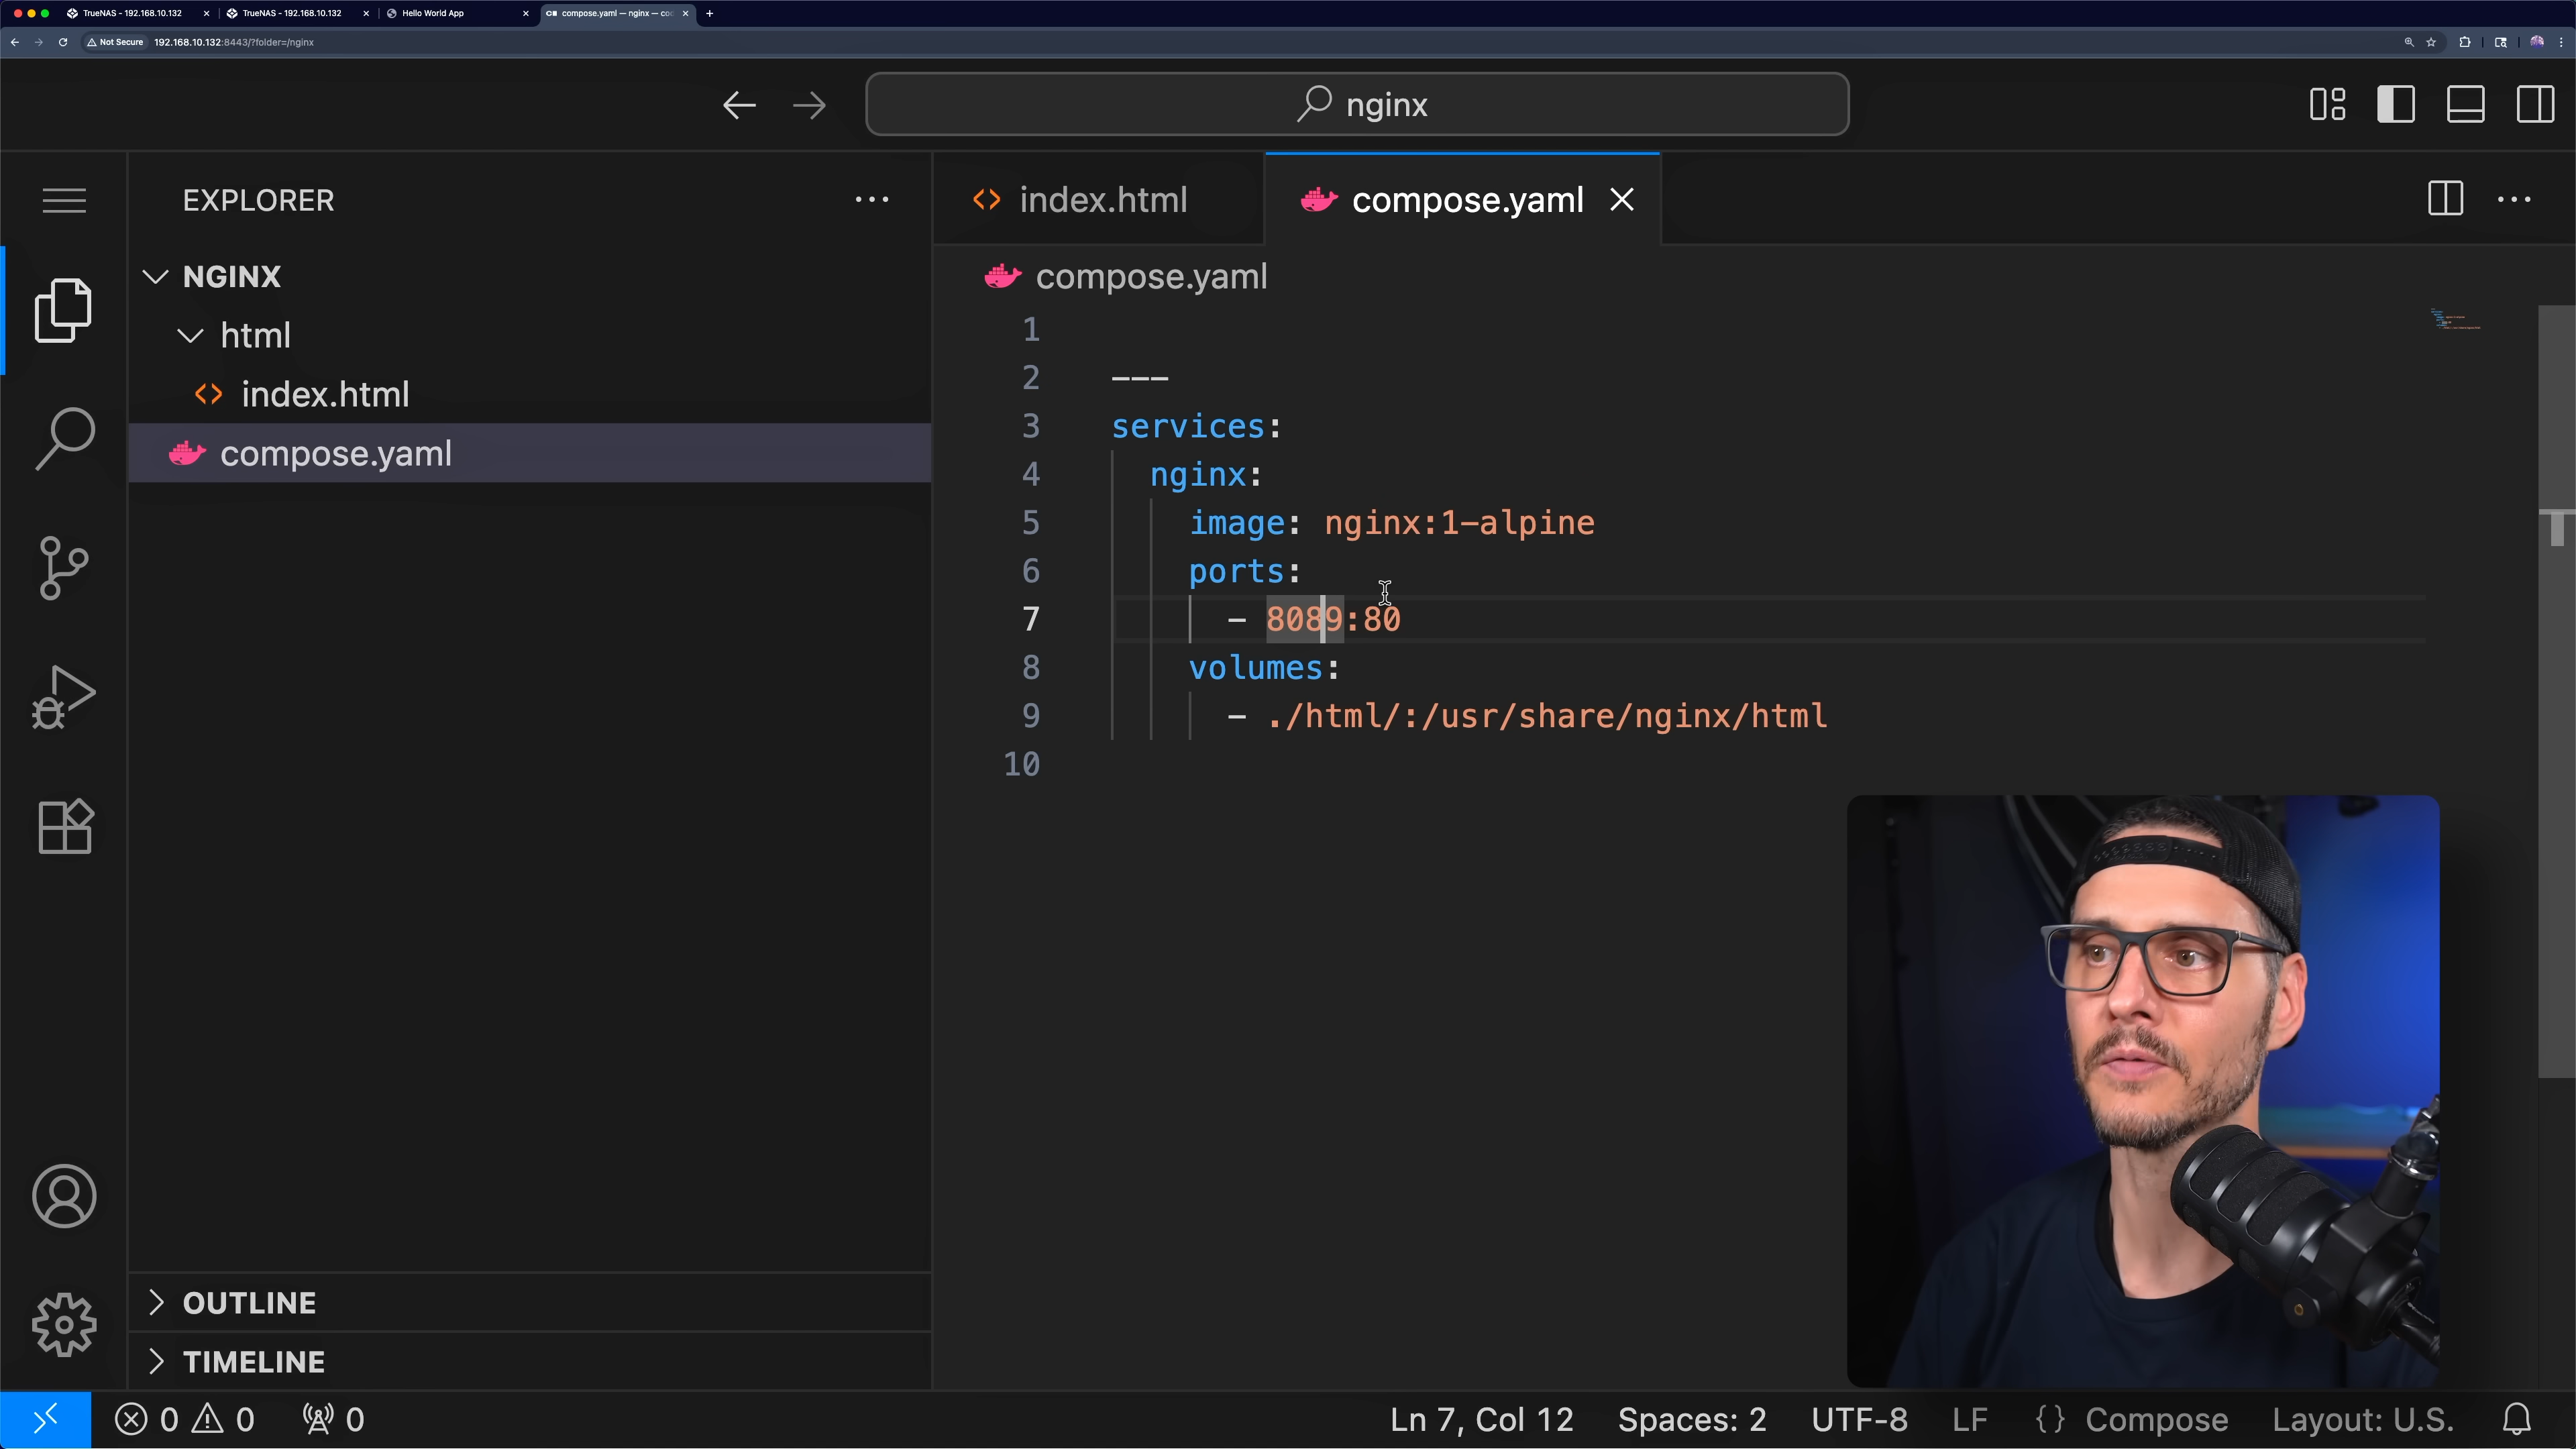 TrueNAS - 192.168.10.132
TrueNAS - 192.168.10.132
Hello World App
compose.yaml — nginx — co
Not Secure 192.168.10.132:8443/?folder=/nginx
nginx
EXPLORER
NGINX
html
index.html
compose.yaml
OUTLINE
TIMELINE
index.html
compose.yaml
compose.yaml
1
2 ---
3 services:
4 nginx:
5 image: nginx:1-alpine
6 ports:
7 - 8089:80
8 volumes:
9 - ./html/:/usr/share/nginx/html
10
0 0 0
Ln 7, Col 12 Spaces: 2 UTF-8 LF {} Compose Layout: U.S.